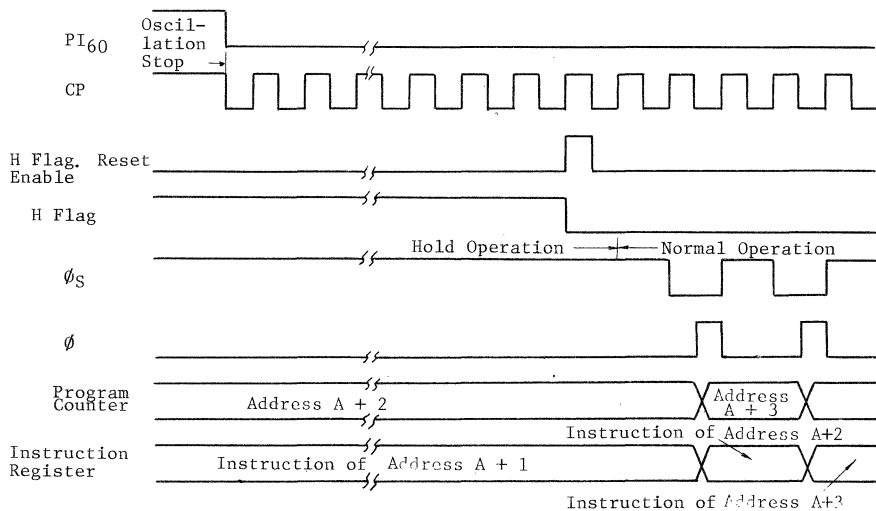 Oscil-
lation
Stop
PI60
CP
H Flag. Reset
Enable
H Flag
Hold Operation
Normal Operation
ØS
Ø
Program
Counter
Address A + 2
Address
A + 3
Instruction of Address A+2
Instruction
Register
Instruction of Address A + 1
Instruction of Address A+3